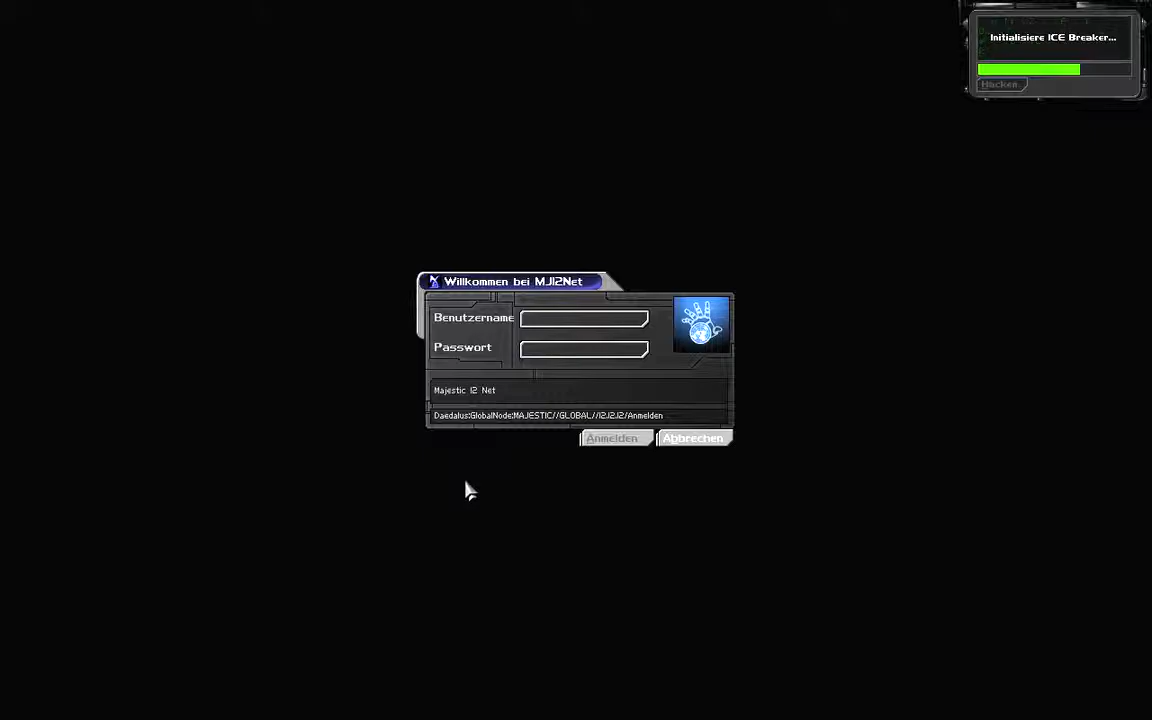 Initialisiere ICE Breaker...
Hacken
Willkommen bei MJ12Net
Benutzername
Passwort
Majestic 12 Net
Daedalus:GlobalNode:MAJESTIC//GLOBAL//12.12.12/Anmelden
Anmelden
Abbrechen